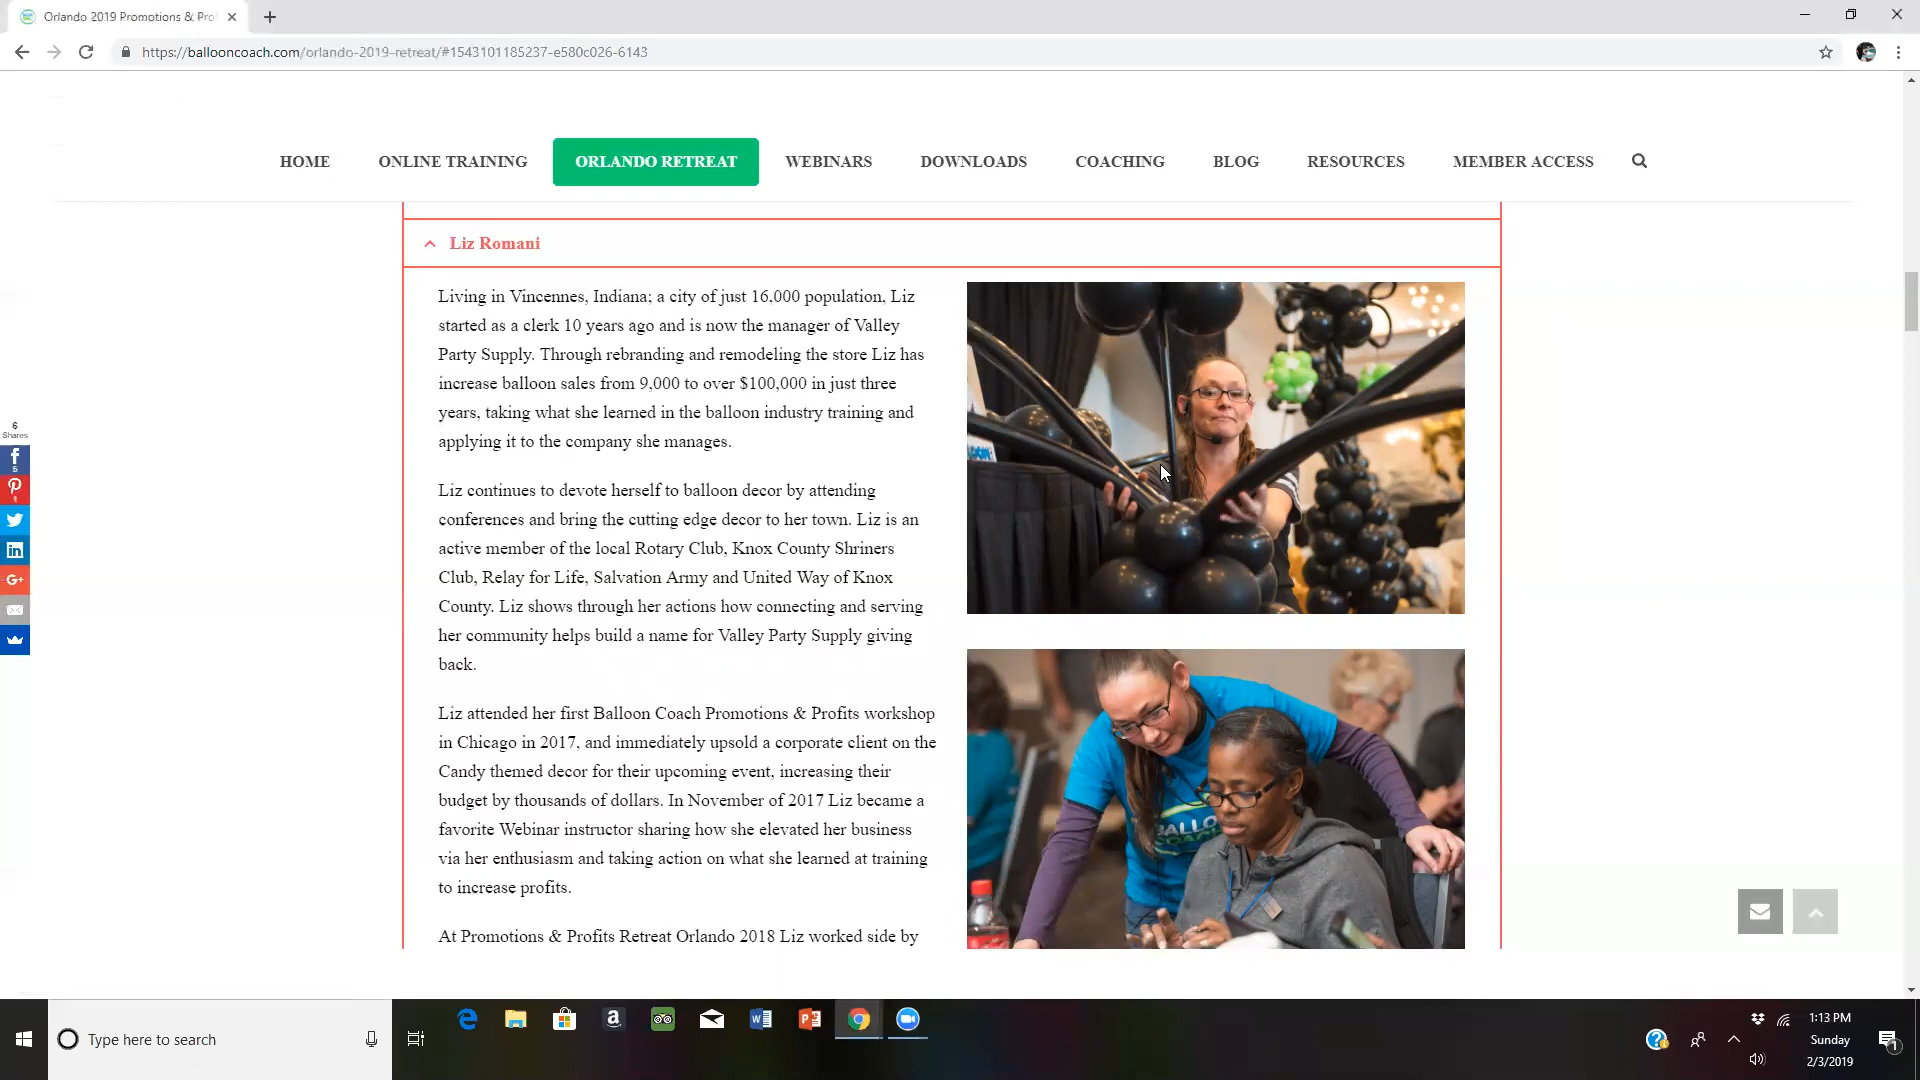 Orlando 2019 Promotions & Pro
https://ballooncoach.com/orlando-2019-retreat/#1543101185237-e580c026-6143
HOME ONLINE TRAINING ORLANDO RETREAT WEBINARS DOWNLOADS COACHING BLOG RESOURCES MEMBER ACCESS
Liz Romani
Living in Vincennes, Indiana; a city of just 16,000 population, Liz
started as a clerk 10 years ago and is now the manager of Valley
Party Supply. Through rebranding and remodeling the store Liz has
increase balloon sales from 9,000 to over $100,000 in just three
years, taking what she learned in the balloon industry training and
applying it to the company she manages.
Liz continues to devote herself to balloon decor by attending
conferences and bring the cutting edge decor to her town. Liz is an
active member of the local Rotary Club, Knox County Shriners
Club, Relay for Life, Salvation Army and United Way of Knox
County. Liz shows through her actions how connecting and serving
her community helps build a name for Valley Party Supply giving
back.
Liz attended her first Balloon Coach Promotions & Profits workshop
in Chicago in 2017, and immediately upsold a corporate client on the
Candy themed decor for their upcoming event, increasing their
budget by thousands of dollars. In November of 2017 Liz became a
favorite Webinar instructor sharing how she elevated her business
via her enthusiasm and taking action on what she learned at training
to increase profits.
At Promotions & Profits Retreat Orlando 2018 Liz worked side by
6
Shares
5
G+
BALLO
COAC
Type here to search
1:13 PM
Sunday
2/3/2019
1